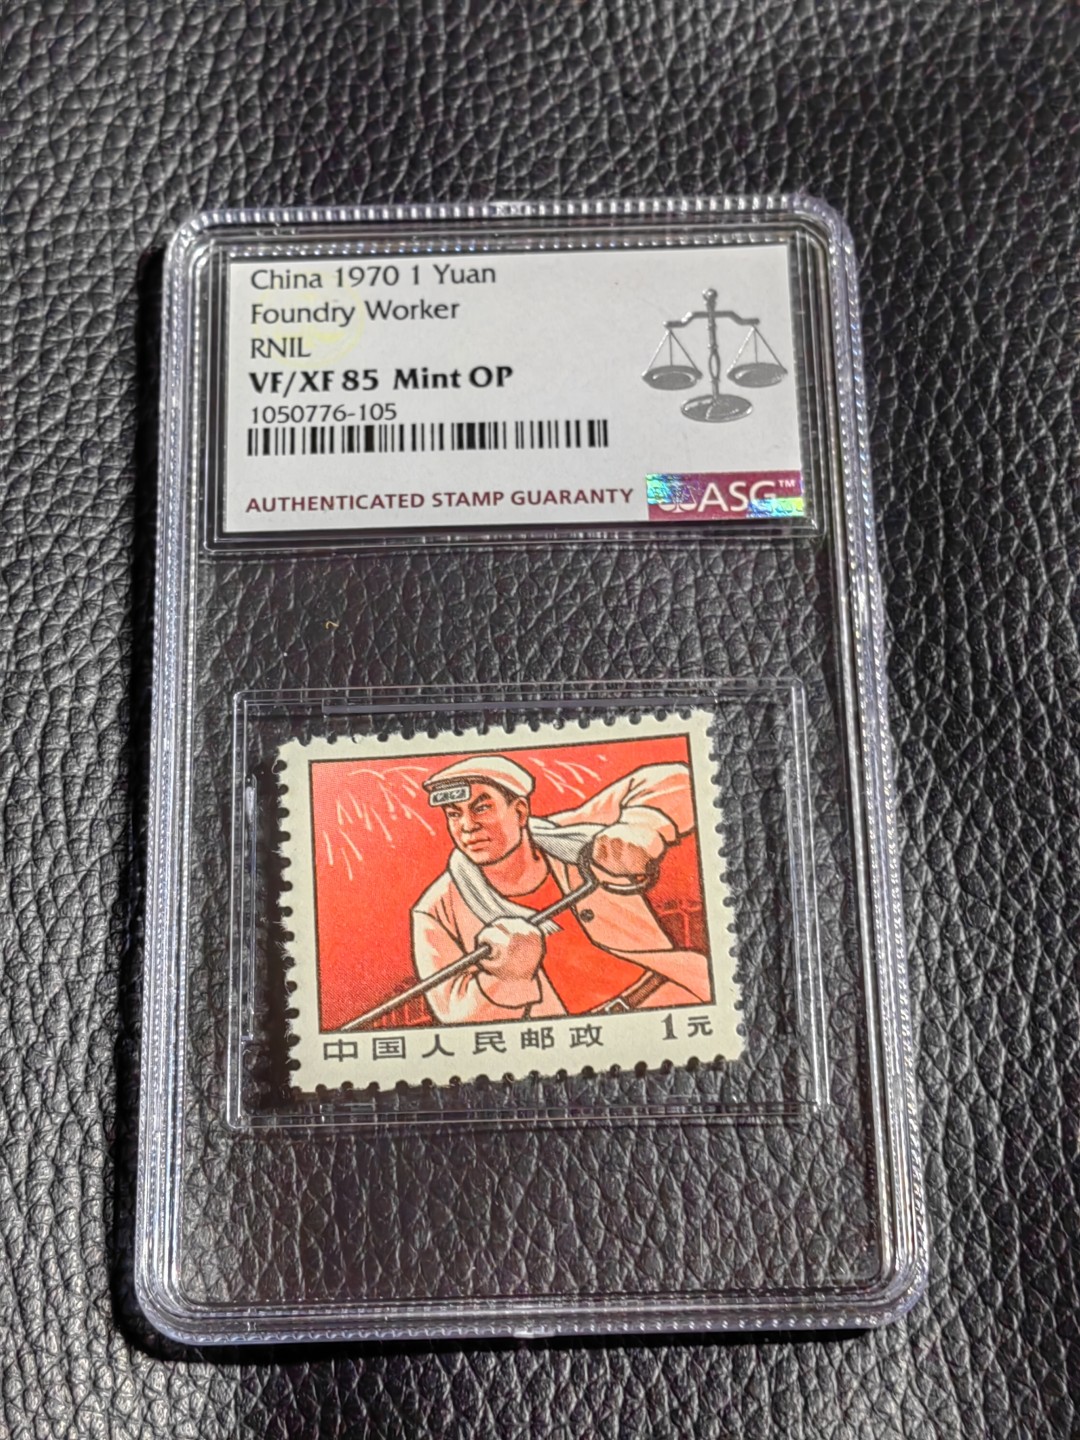 China 1970 1 Yuan
Foundry Worker
RNIL
VF/XF 85 Mint OP
1050776-105
AUTHENTICATED STAMP GUARANTY
ASG™
中国人民邮政 1元